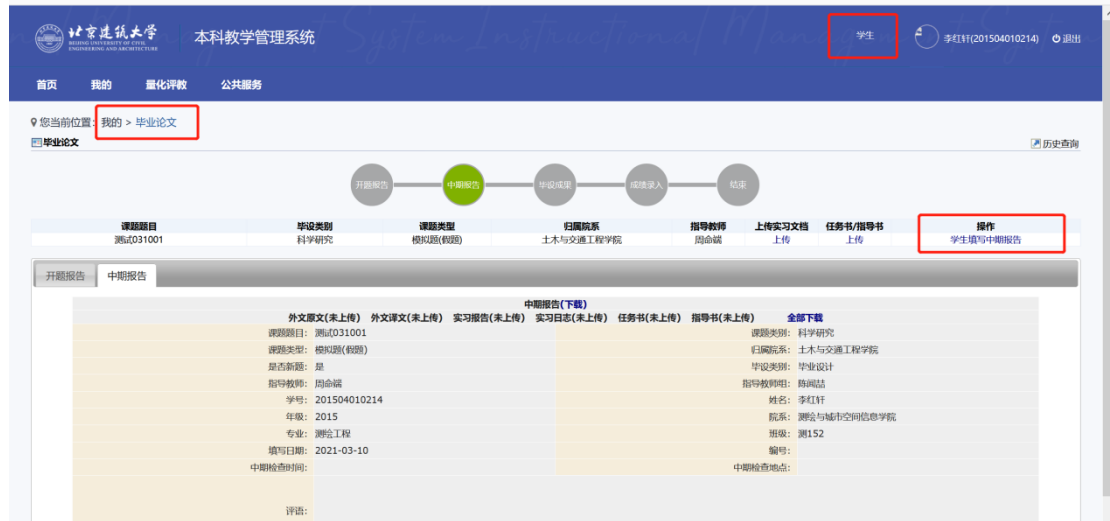 北京建筑大学
BEIJING UNIVERSITY OF CIVIL
ENGINEERING AND ARCHITECTURE
本科教学管理系统
学生
李红轩(201504010214) 退出
首页 我的 量化评教 公共服务
您当前位置: 我的 > 毕业论文
毕业论文 历史查询
开题报告 中期报告 毕设成果 成绩录入 结束
课题题目 毕设类别 课题类型 归属院系 指导教师 上传实习文档 任务书/指导书 操作
测试031001 科学研究 模拟题(假题) 土木与交通工程学院 周命端 上传 上传 学生填写中期报告
开题报告 中期报告
中期报告(下载)
外文原文(未上传) 外文译文(未上传) 实习报告(未上传) 实习日志(未上传) 任务书(未上传) 指导书(未上传) 全部下载
课题题目: 测试031001 课题类别: 科学研究
课题类型: 模拟题(假题) 归属院系: 土木与交通工程学院
是否新题: 是 毕设类别: 毕业设计
指导教师: 周命端 指导教师组: 陈闻喆
学号: 201504010214 姓名: 李红轩
年级: 2015 院系: 测绘与城市空间信息学院
专业: 测绘工程 班级: 测152
填写日期: 2021-03-10 编号:
中期检查时间: 中期检查地点:
评语: